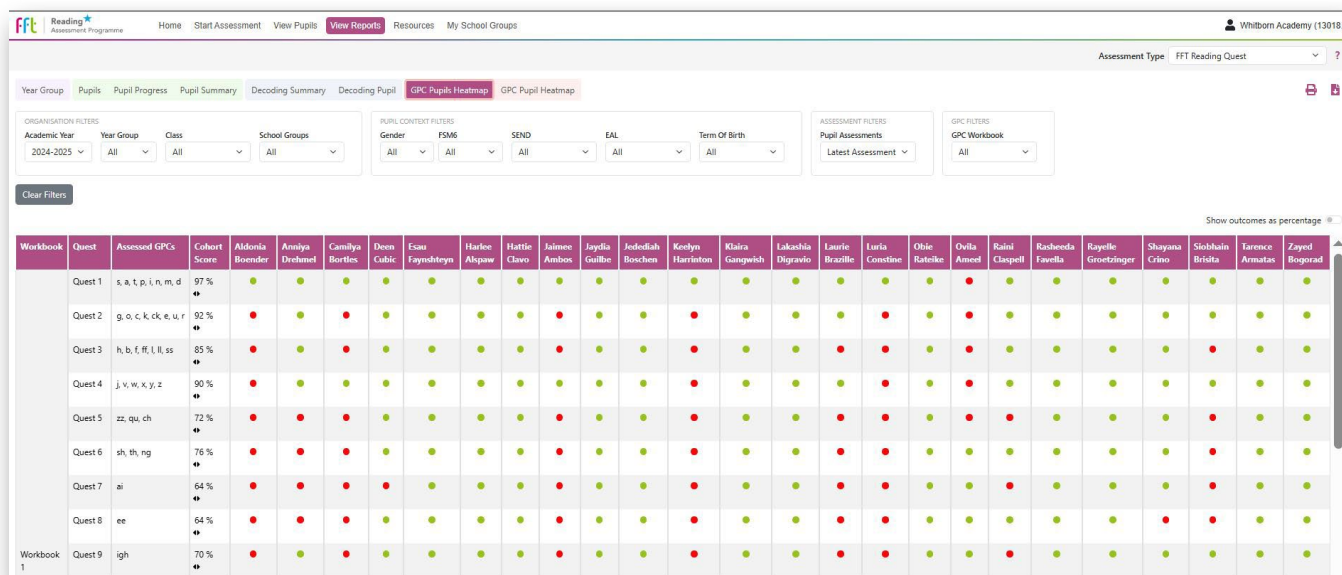 FFt Reading Assessment Programme
Home Start Assessment View Pupils View Reports Resources My School Groups
Whitborn Academy (13018
Assessment Type FFT Reading Quest ?
Year Group Pupils Pupil Progress Pupil Summary Decoding Summary Decoding Pupil GPC Pupils Heatmap GPC Pupil Heatmap
ORGANISATION FILTERS PUPIL CONTEXT FILTERS ASSESSMENT FILTERS GPC FILTERS
Academic Year Year Group Class School Groups Gender FSM6 SEND EAL Term Of Birth Pupil Assessments GPC Workbook
2024-2025 All All All All All All All All Latest Assessment All
Clear Filters
Show outcomes as percentage
Workbook Quest Assessed GPCs Cohort Score Aldonia Boender Anniya Drehmel Camilya Bortles Deen Cubic Esau Faynshteyn Harlee Alspaw Hattie Clavo Jaimee Ambos Jaydia Guilbe Jedediah Boschen Keelyn Harrinton Klaira Gangwish Lakashia Digravio Laurie Brazille Luria Constine Obie Rateike Ovila Ameel Raini Claspell Rasheeda Favella Rayelle Groetzinger Shayana Crino Siobhain Brisita Tarence Armatas Zayed Bogorad
Quest 1 s, a, t, p, i, n, m, d 97 %
Quest 2 g, o, c, k, ck, e, u, r 92 %
Quest 3 h, b, f, ff, l, ll, ss 85 %
Quest 4 j, v, w, x, y, z 90 %
Quest 5 zz, qu, ch 72 %
Quest 6 sh, th, ng 76 %
Quest 7 ai 64 %
Quest 8 ee 64 %
Workbook 1 Quest 9 igh 70 %